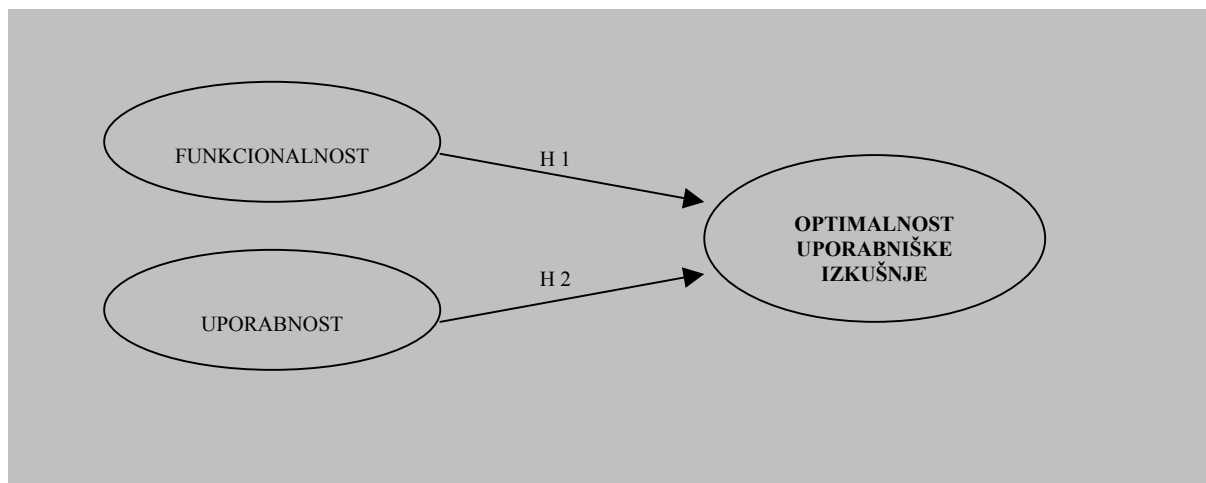 FUNKCIONALNOST
H 1
OPTIMALNOST
UPORABNIŠKE
IZKUŠNJE
H 2
UPORABNOST